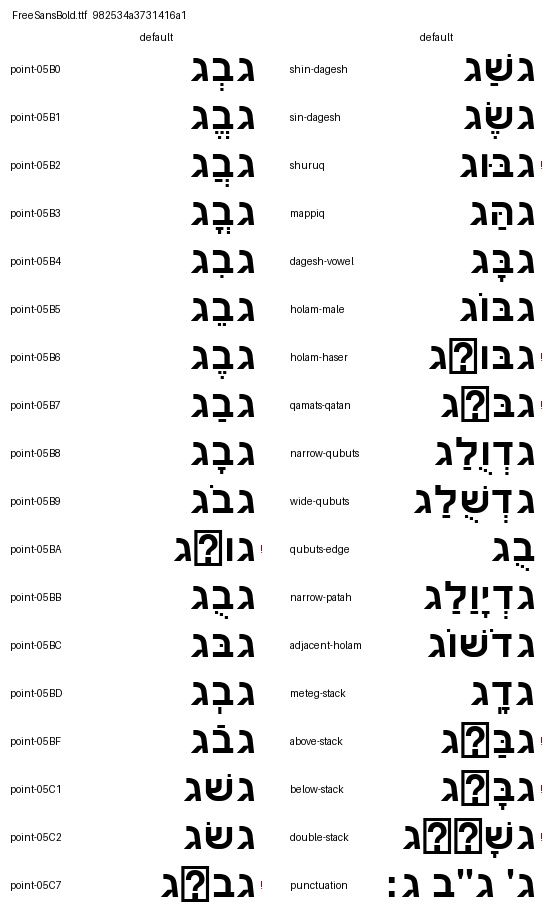 FreeSansBold.ttf 982534a3731416a1
default default
point-05B0 גבְג shin-dagesh גשַּׁג
point-05B1 גבֱג sin-dagesh גשֶּׂג
point-05B2 גבֲג shuruq גבּוּג !
point-05B3 גבֳג mappiq גהַּג
point-05B4 גבִג dagesh-vowel גבָּג
point-05B5 גבֵג holam-male גבּוֹג
point-05B6 גבֶג holam-haser גבּו�ג !
point-05B7 גבַג qamats-qatan גבּ�ג !
point-05B8 גבָג narrow-qubuts גדְוֻלַג
point-05B9 גבֹג wide-qubuts גדְשֻׁלַג
point-05BA גו�ג ! qubuts-edge בֻג
point-05BB גבֻג narrow-patah גדְיָוַלַג
point-05BC גבּג adjacent-holam גדֹשׁוֹג
point-05BD גבֽג meteg-stack גדָֽג
point-05BF גבֿג above-stack גבַּ�ג !
point-05C1 גשׁג below-stack גבָּ�ג !
point-05C2 גשׂג double-stack גשָּׁ��ג !
point-05C7 גב�ג ! punctuation ג' ג"ב ג: